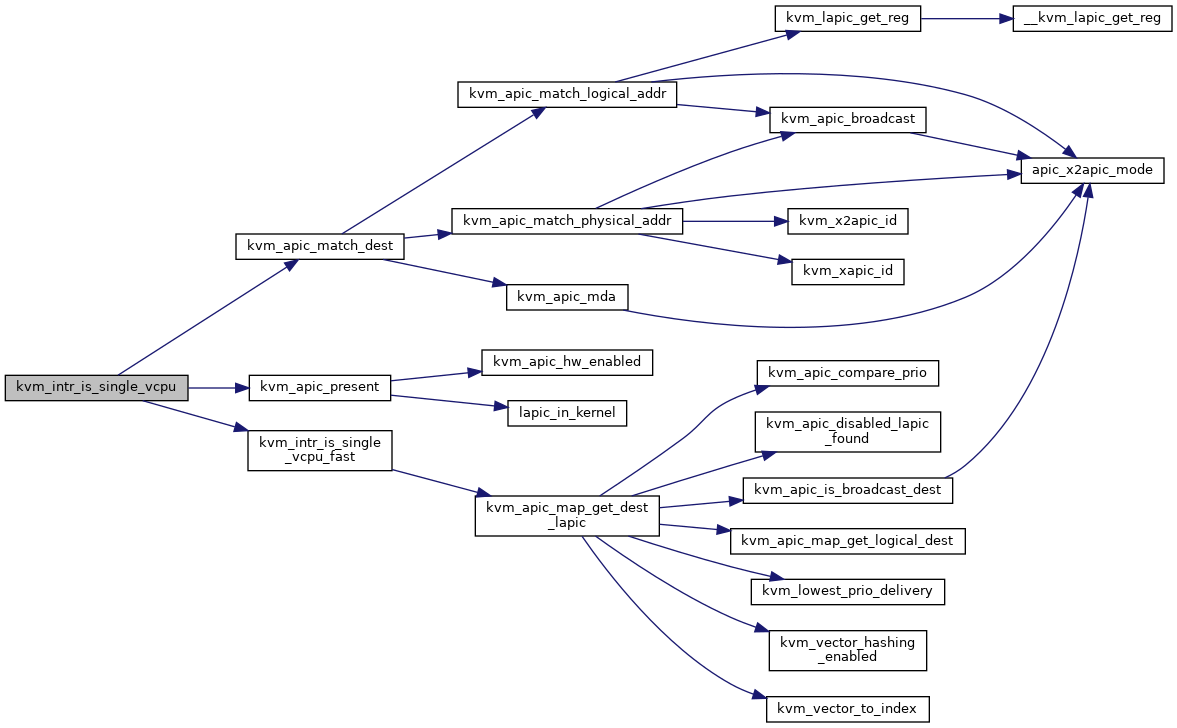 kvm_lapic_get_reg
__kvm_lapic_get_reg
kvm_apic_match_logical_addr
kvm_apic_broadcast
apic_x2apic_mode
kvm_apic_match_physical_addr
kvm_x2apic_id
kvm_apic_match_dest
kvm_xapic_id
kvm_apic_mda
kvm_apic_hw_enabled
kvm_apic_compare_prio
kvm_intr_is_single_vcpu
kvm_apic_present
lapic_in_kernel
kvm_apic_disabled_lapic
_found
kvm_intr_is_single
_vcpu_fast
kvm_apic_is_broadcast_dest
kvm_apic_map_get_dest
_lapic
kvm_apic_map_get_logical_dest
kvm_lowest_prio_delivery
kvm_vector_hashing
_enabled
kvm_vector_to_index